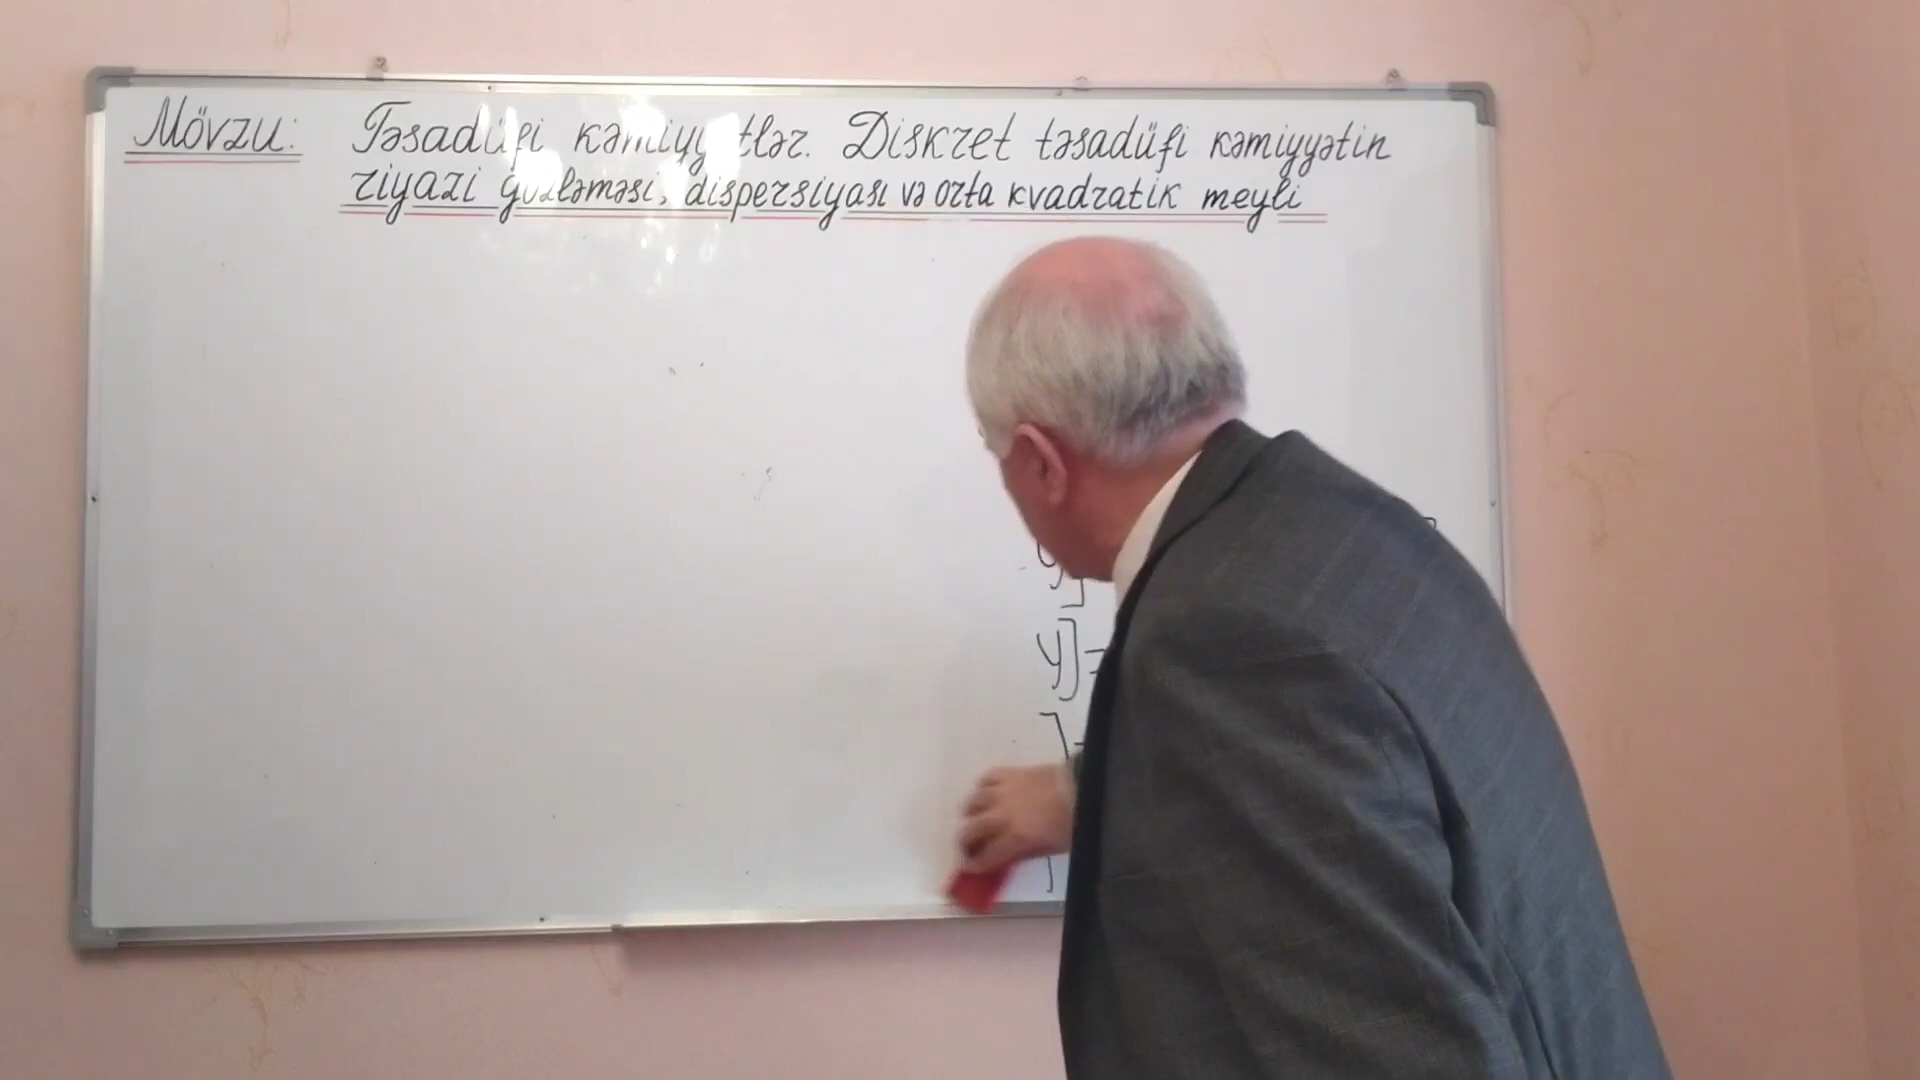 Mövzu: Təsadüfi kəmiyyətlər. Diskret təsadüfi kəmiyyətin
riyazi gözləməsi, dispersiyası və orta kvadratik meyli
y]=
]=